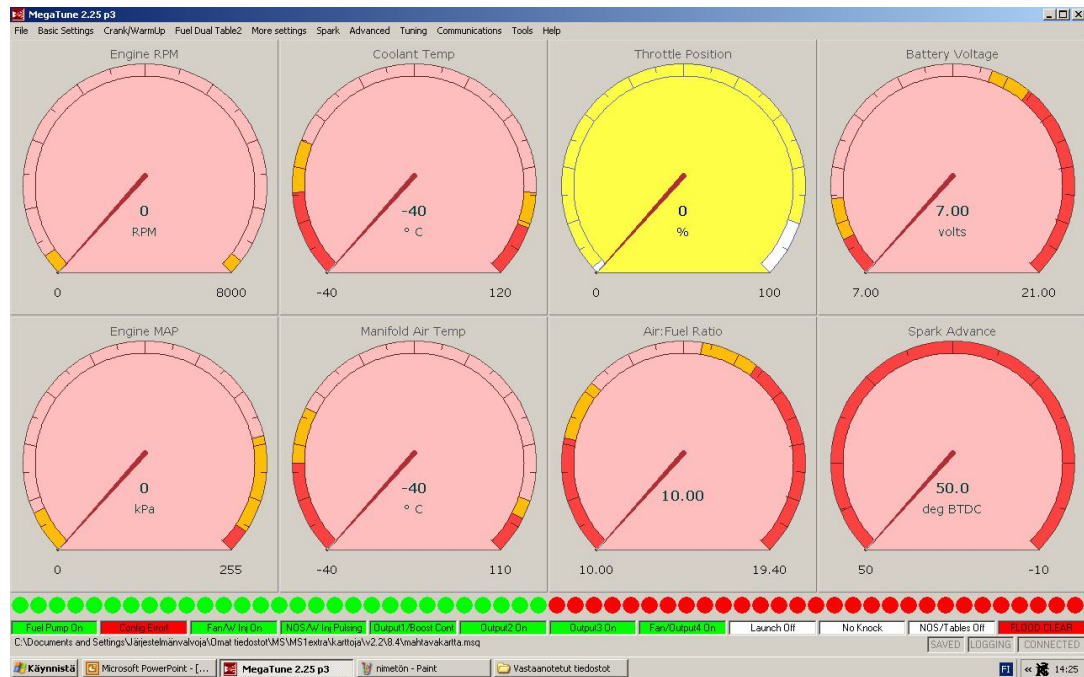 MegaTune 2.25 p3
File Basic Settings Crank/WarmUp Fuel Dual Table2 More settings Spark Advanced Tuning Communications Tools Help
Engine RPM
0
RPM
0 8000
Coolant Temp
-40
° C
-40 120
Throttle Position
0
%
0 100
Battery Voltage
7.00
volts
7.00 21.00
Engine MAP
0
kPa
0 255
Manifold Air Temp
-40
° C
-40 110
Air:Fuel Ratio
10.00
10.00 19.40
Spark Advance
50.0
deg BTDC
50 -10
Fuel Pump On Config Error! Fan/W Inj On NOS/W Inj Pulsing Output1/Boost Cont Output2 On Output3 On Fan/Output4 On Launch Off No Knock NOS/Tables Off FLOOD CLEAR
C:\Documents and Settings\Järjestelmänvalvoja\Omat tiedostot\MS\MS1extra\karttoja\v2.2\8.4\mahtavakartta.msq SAVED LOGGING CONNECTED
Käynnistä Microsoft PowerPoint - [... MegaTune 2.25 p3 nimetön - Paint Vastaanotetut tiedostot FI « 14:25